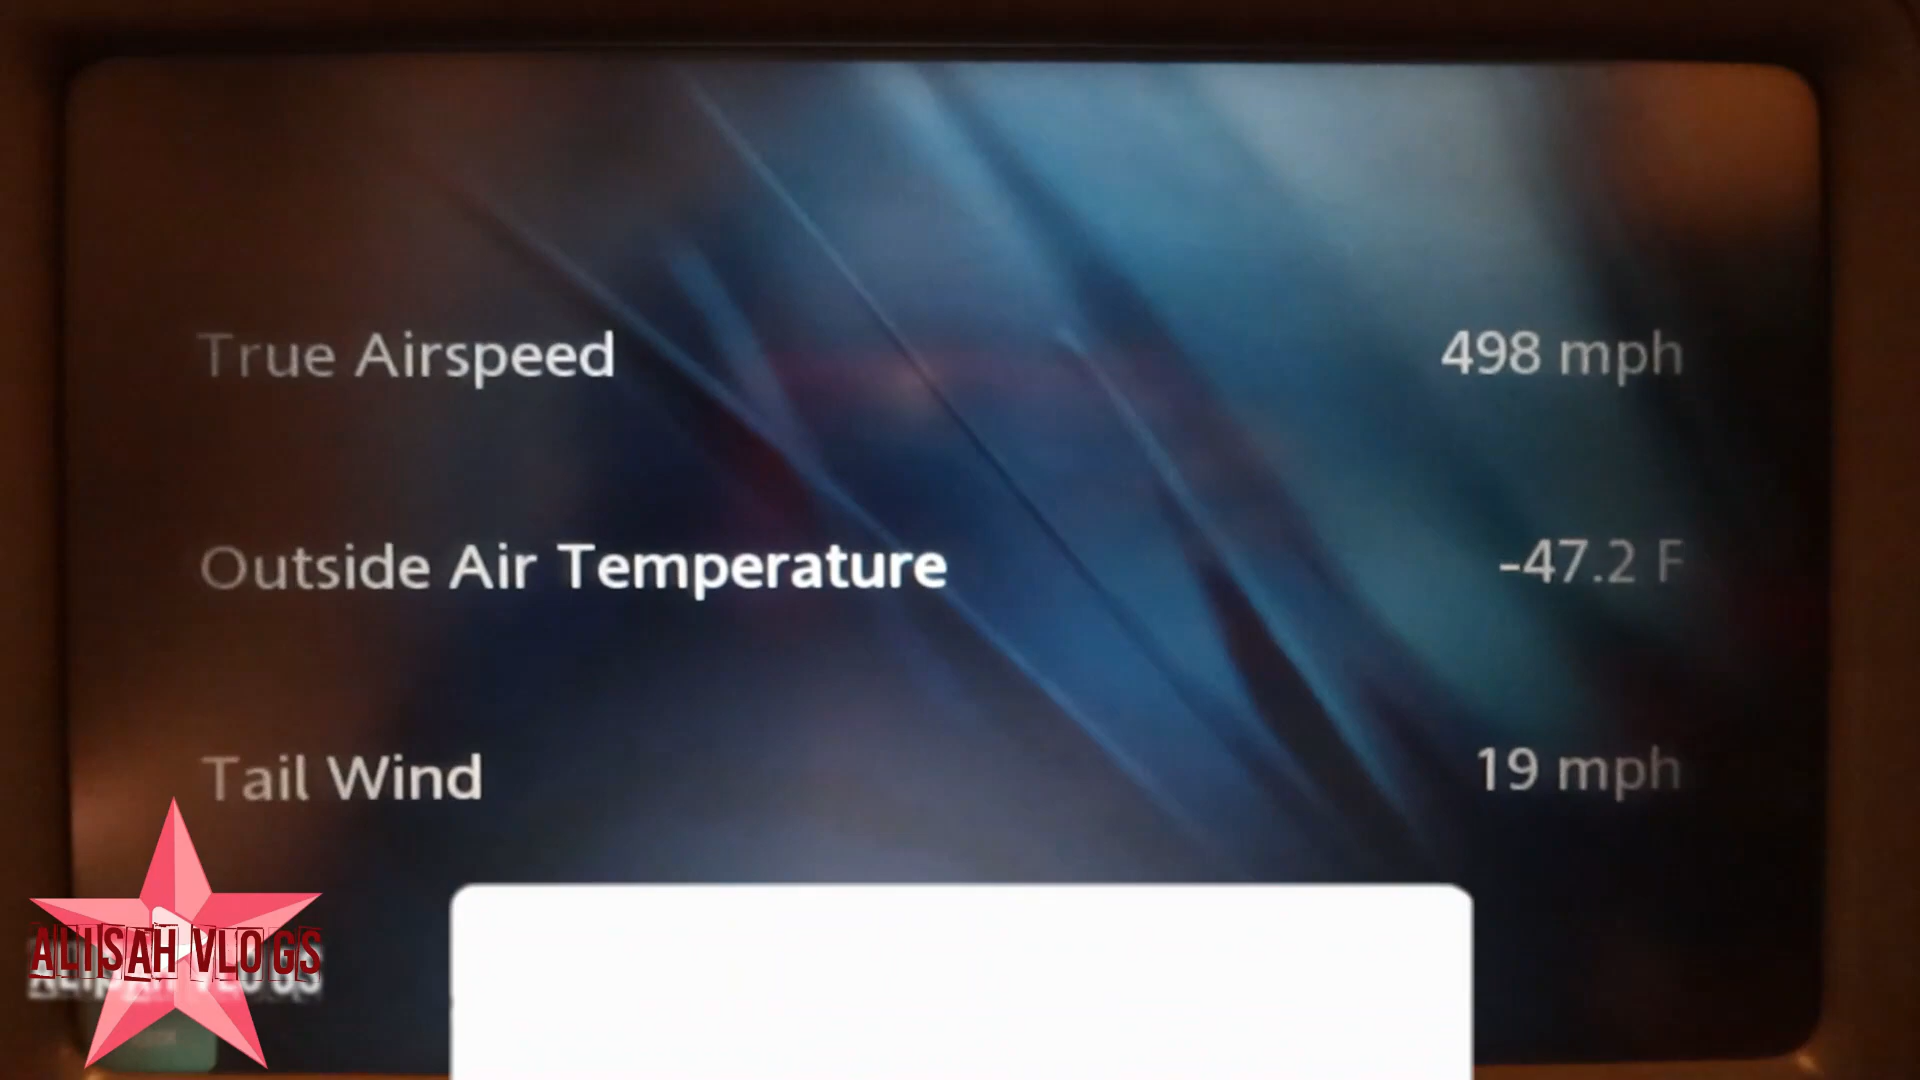 True Airspeed 498 mph
Outside Air Temperature -47.2 F
Tail Wind 19 mph
ALISAH VLOGS